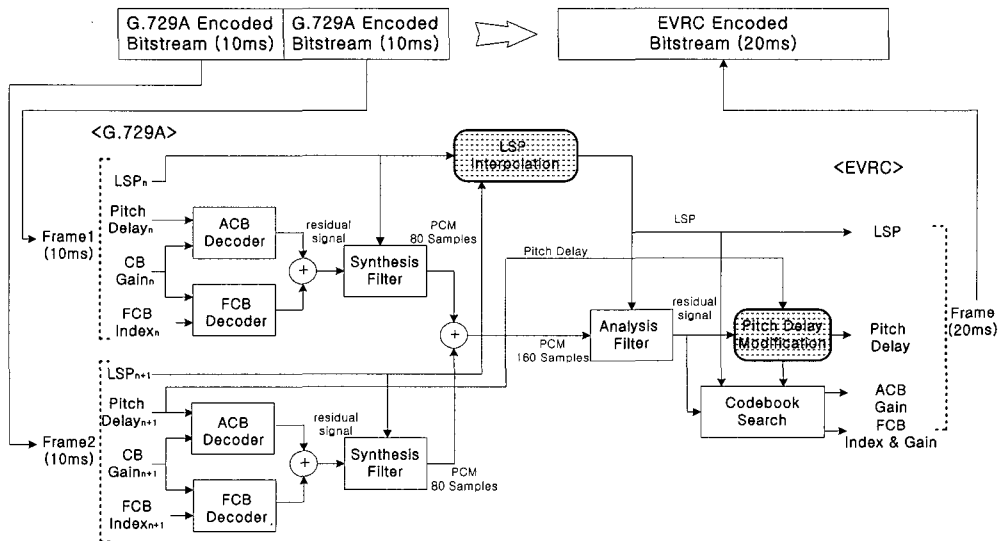 G.729A Encoded
Bitstream (10ms)
G.729A Encoded
Bitstream (10ms)
EVRC Encoded
Bitstream (20ms)
<G.729A>
<EVRC>
LSPn
Pitch
Delayn
CB
Gainn
FCB
Indexn
Frame1
(10ms)
ACB
Decoder
FCB
Decoder
residual
signal
+
Synthesis
Filter
PCM
80 Samples
LSP
Interpolation
LSP
LSP
Pitch Delay
+
PCM
160 Samples
Analysis
Filter
residual
signal
Pitch Delay
Modification
Pitch
Delay
Codebook
Search
ACB
Gain
FCB
Index & Gain
Frame
(20ms)
LSPn+1
Pitch
Delayn+1
CB
Gainn+1
FCB
Indexn+1
Frame2
(10ms)
ACB
Decoder
FCB
Decoder
residual
signal
+
Synthesis
Filter
PCM
80 Samples